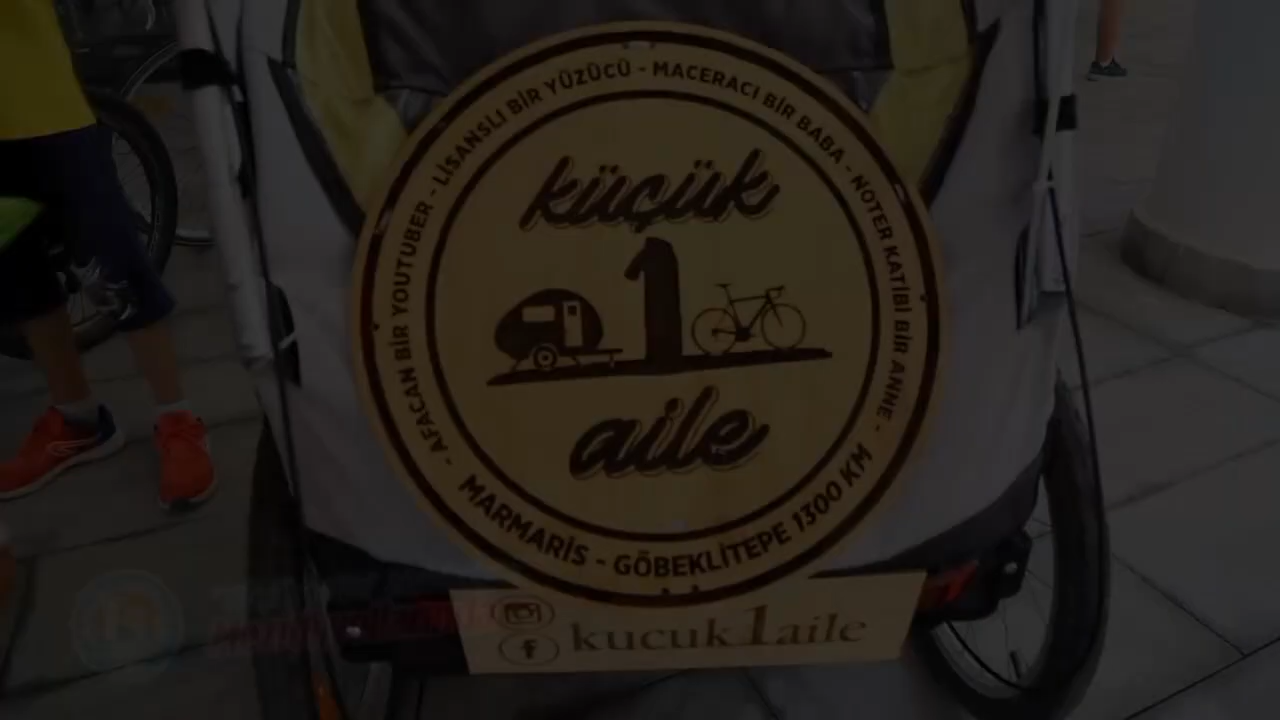 - AFACAN BİR YOUTUBER - LİSANSLI BİR YÜZÜCÜ - MACERACI BİR BABA - NOTER KATİBİ BİR ANNE -
küçük
1
aile
MARMARİS - GÖBEKLİTEPE 1300 KM
kucuk1aile